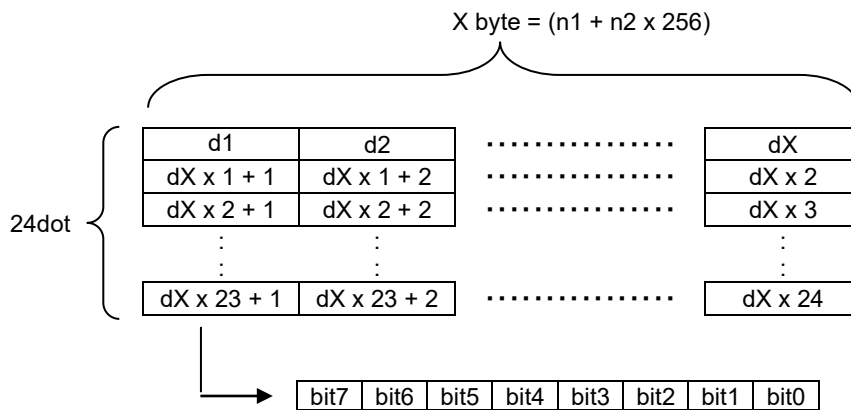 X byte = (n1 + n2 x 256)
d1 d2 ················ dX
dX x 1 + 1 dX x 1 + 2 ················ dX x 2
24dot dX x 2 + 1 dX x 2 + 2 ················ dX x 3
: : :
: : :
dX x 23 + 1 dX x 23 + 2 ················ dX x 24
bit7 bit6 bit5 bit4 bit3 bit2 bit1 bit0